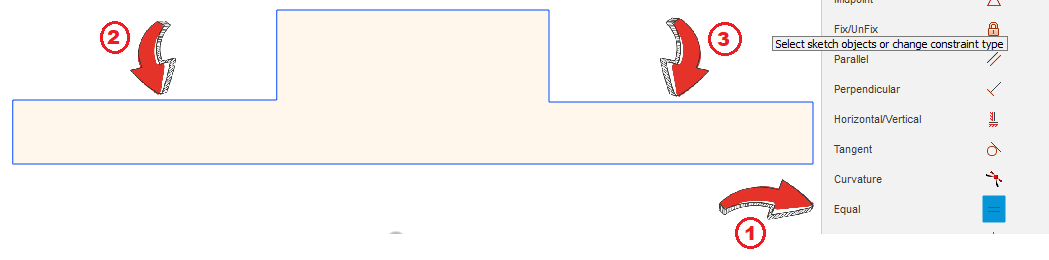 Midpoint
2
3
Fix/UnFix
Select sketch objects or change constraint type
Parallel
Perpendicular
Horizontal/Vertical
Tangent
Curvature
Equal
1